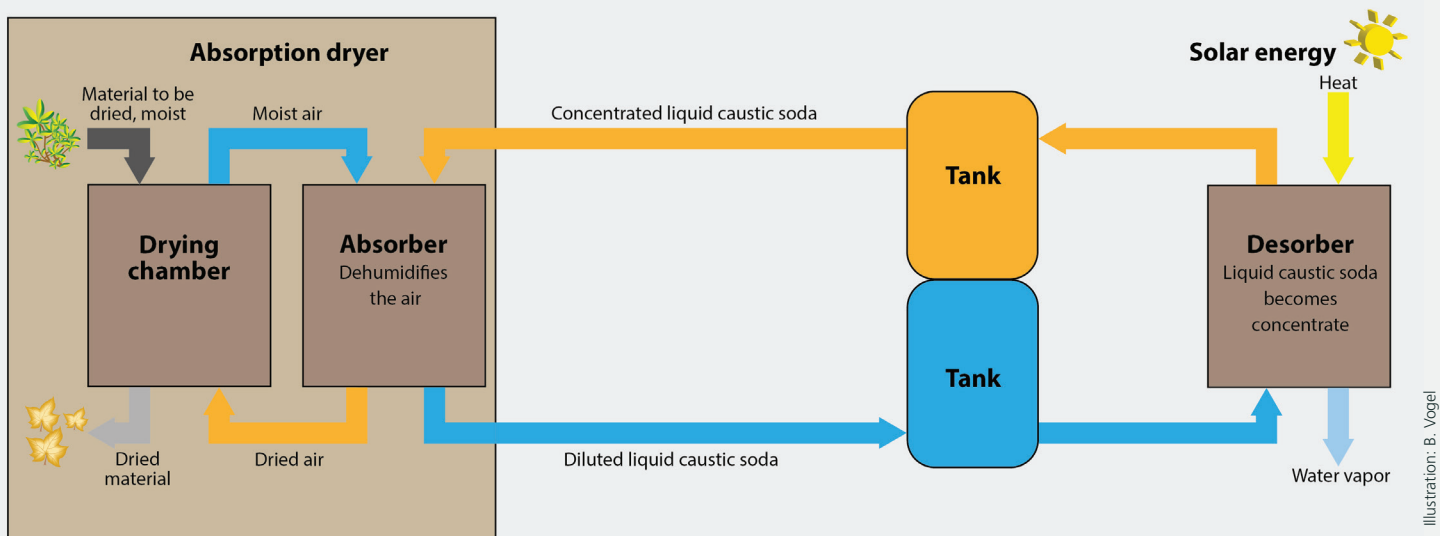 Absorption dryer
Solar energy
Heat
Material to be
dried, moist
Moist air
Concentrated liquid caustic soda
Tank
Drying
chamber
Absorber
Dehumidifies
the air
Desorber
Liquid caustic soda
becomes
concentrate
Tank
Dried
material
Dried air
Diluted liquid caustic soda
Water vapor
Illustration: B. Vogel